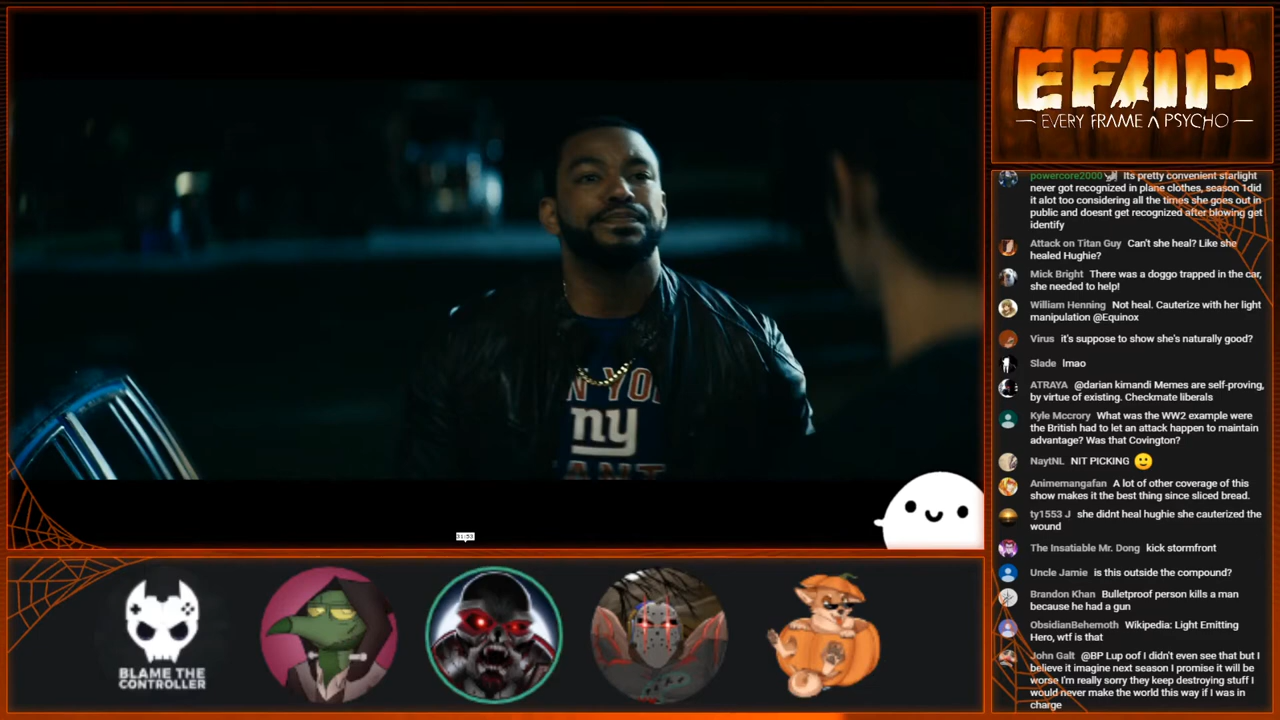 N YO
ny
ANT
31:53
BLAME THE
CONTROLLER
EFAP
EVERY FRAME A PSYCHO
powercore2000 Its pretty convenient starlight
never got recognized in plane clothes, season 1did
it alot too considering all the times she goes out in
public and doesnt get recognized after blowing get
identify
Attack on Titan Guy Can't she heal? Like she
healed Hughie?
Mick Bright There was a doggo trapped in the car,
she needed to help!
William Henning Not heal. Cauterize with her light
manipulation @Equinox
Virus it's suppose to show she's naturally good?
Slade lmao
ATRAYA @darian kimandi Memes are self-proving,
by virtue of existing. Checkmate liberals
Kyle Mccrory What was the WW2 example were
the British had to let an attack happen to maintain
advantage? Was that Covington?
NaytNL NIT PICKING 🙂
Animemangafan A lot of other coverage of this
show makes it the best thing since sliced bread.
ty1553 J she didnt heal hughie she cauterized the
wound
The Insatiable Mr. Dong kick stormfront
Uncle Jamie is this outside the compound?
Brandon Khan Bulletproof person kills a man
because he had a gun
ObsidianBehemoth Wikipedia: Light Emitting
Hero, wtf is that
John Galt @BP Lup oof I didn't even see that but I
believe it imagine next season I promise it will be
worse I'm really sorry they keep destroying stuff I
would never make the world this way if I was in
charge